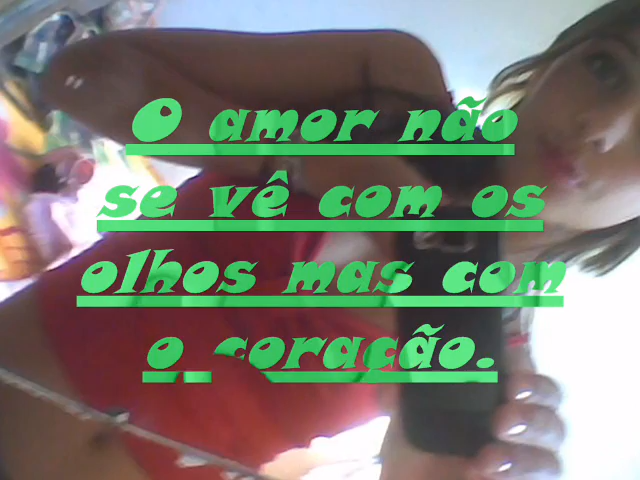 O amor não
se vê com os
olhos mas com
o coração.